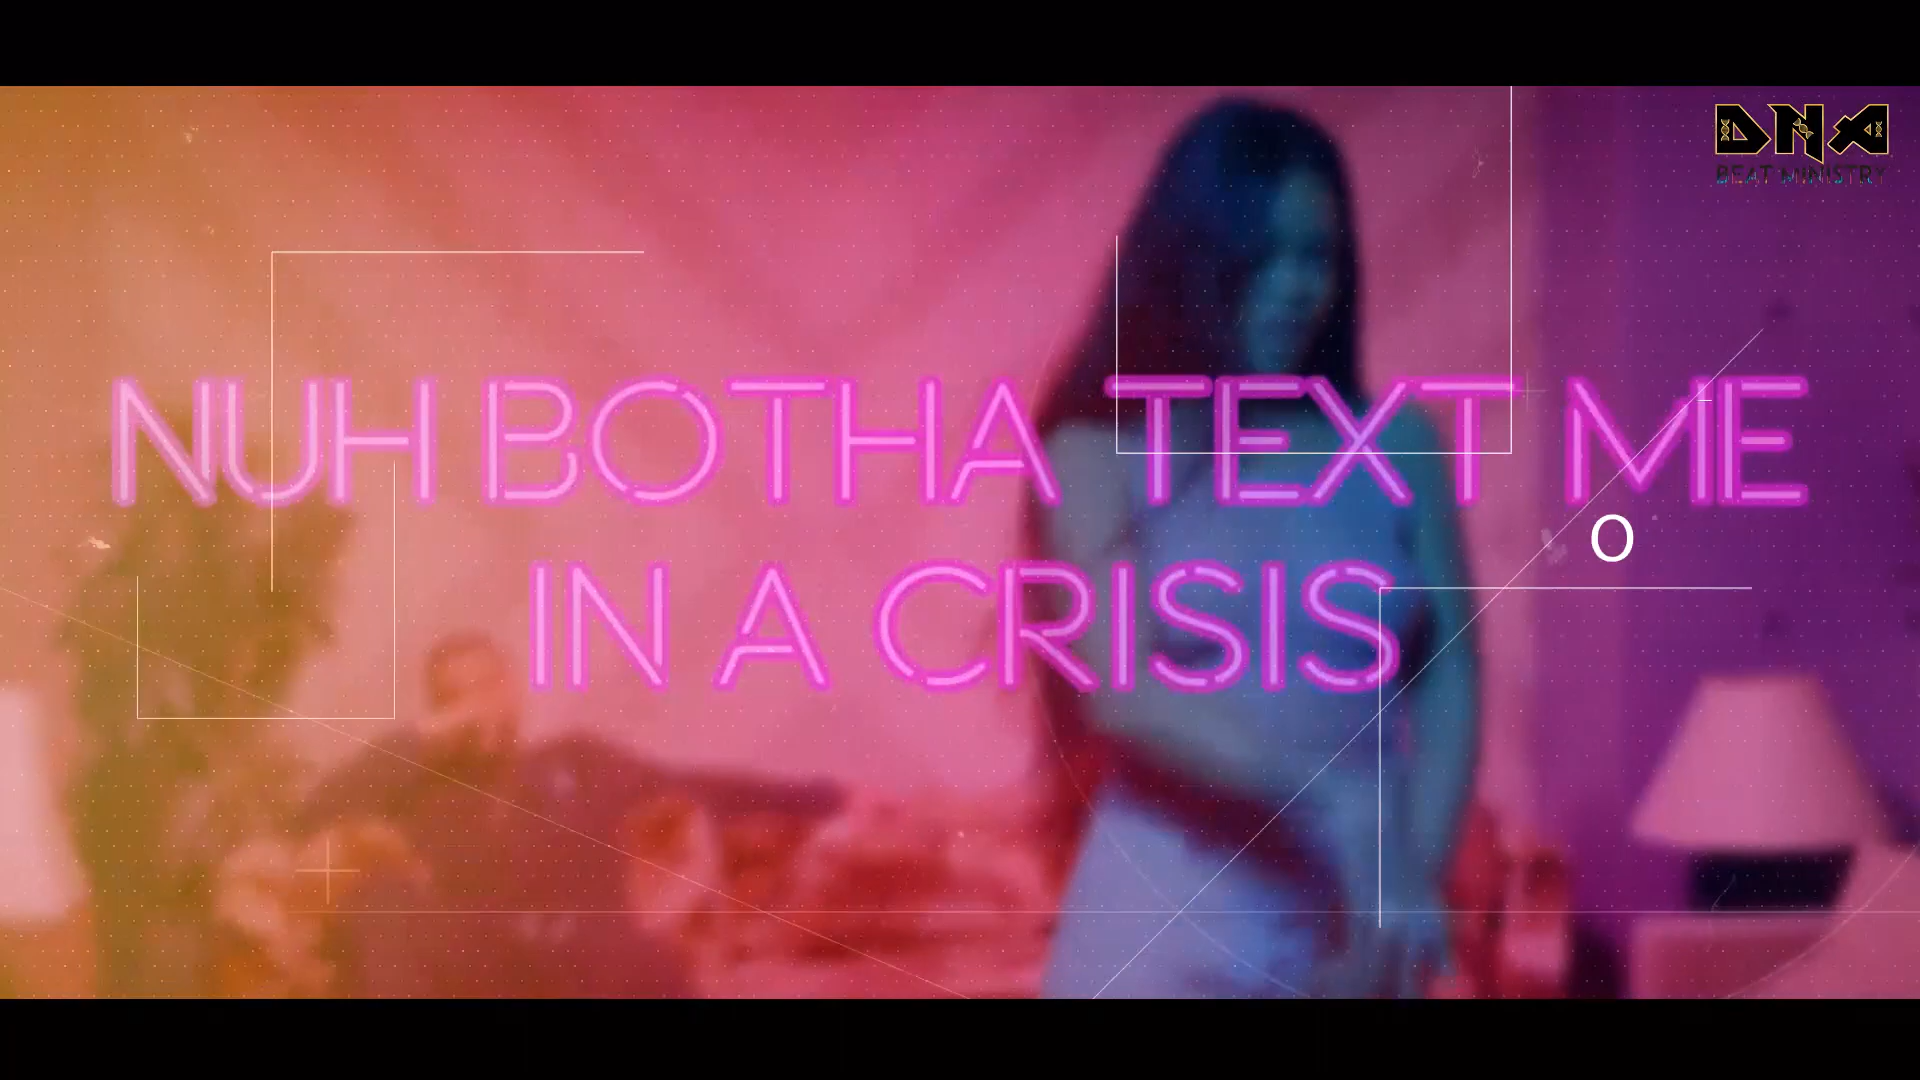 DNA
BEAT MINISTRY
NUH BOTHA TEXT ME
O
IN A CRISIS